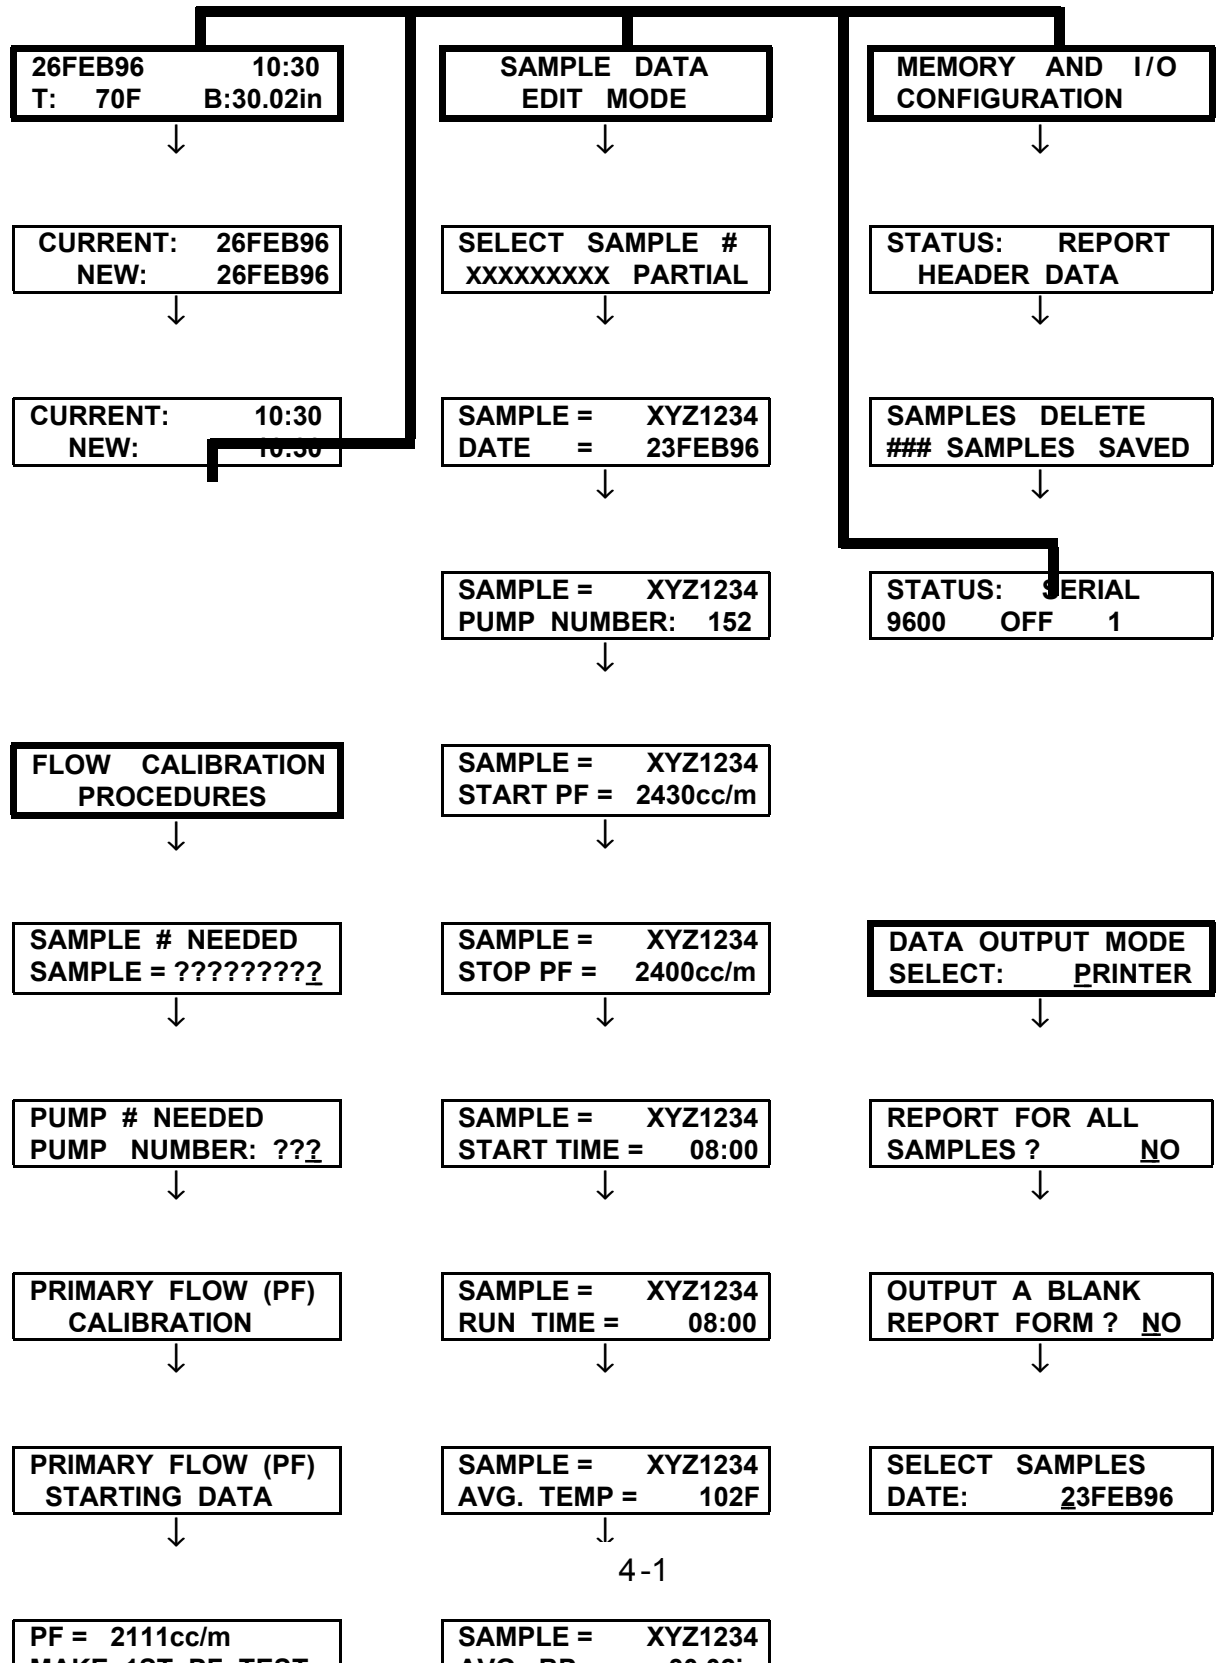 26FEB96 10:30
T: 70F B:30.02in
CURRENT: 26FEB96
NEW: 26FEB96
CURRENT: 10:30
NEW: 10:30
FLOW CALIBRATION
PROCEDURES
SAMPLE # NEEDED
SAMPLE = ??????????
PUMP # NEEDED
PUMP NUMBER: ???
PRIMARY FLOW (PF)
CALIBRATION
PRIMARY FLOW (PF)
STARTING DATA
PF = 2111cc/m
MAKE 1ST PF TEST
SAMPLE DATA
EDIT MODE
SELECT SAMPLE #
XXXXXXXXX PARTIAL
SAMPLE = XYZ1234
DATE = 23FEB96
SAMPLE = XYZ1234
PUMP NUMBER: 152
SAMPLE = XYZ1234
START PF = 2430cc/m
SAMPLE = XYZ1234
STOP PF = 2400cc/m
SAMPLE = XYZ1234
START TIME = 08:00
SAMPLE = XYZ1234
RUN TIME = 08:00
SAMPLE = XYZ1234
AVG. TEMP = 102F
SAMPLE = XYZ1234
MEMORY AND I/O
CONFIGURATION
STATUS: REPORT
HEADER DATA
SAMPLES DELETE
### SAMPLES SAVED
STATUS: SERIAL
9600 OFF 1
DATA OUTPUT MODE
SELECT: PRINTER
REPORT FOR ALL
SAMPLES ? NO
OUTPUT A BLANK
REPORT FORM ? NO
SELECT SAMPLES
DATE: 23FEB96
4-1